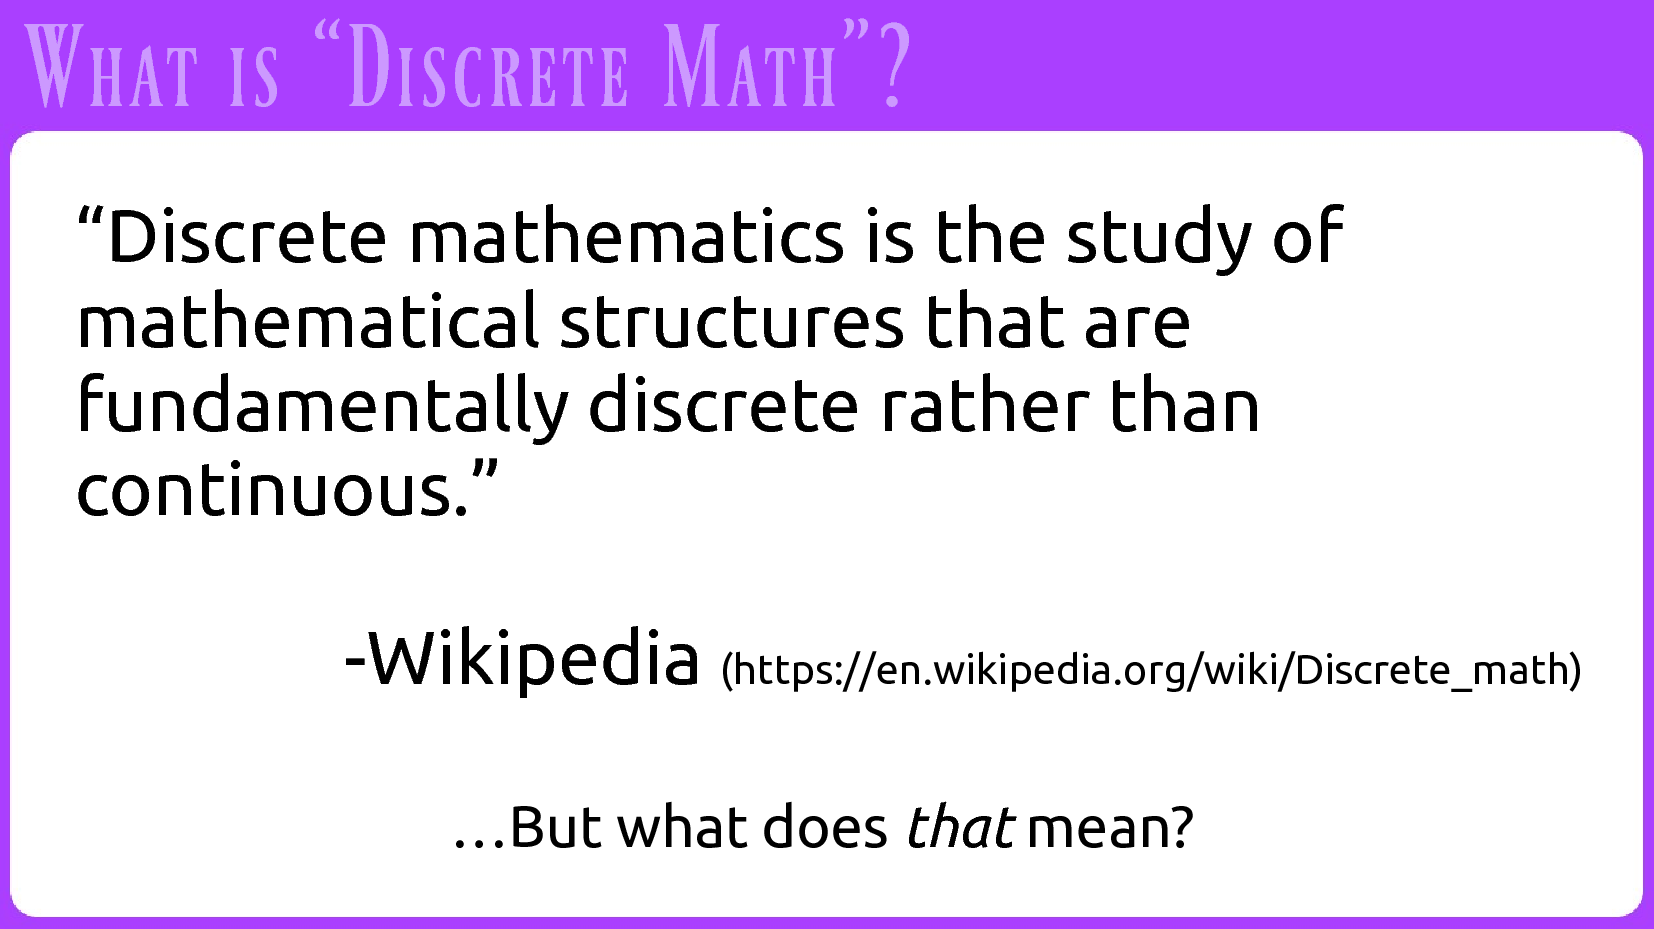 What is “Discrete Math”?
“Discrete mathematics is the study of
mathematical structures that are
fundamentally discrete rather than
continuous.”
-Wikipedia (https://en.wikipedia.org/wiki/Discrete_math)
…But what does that mean?